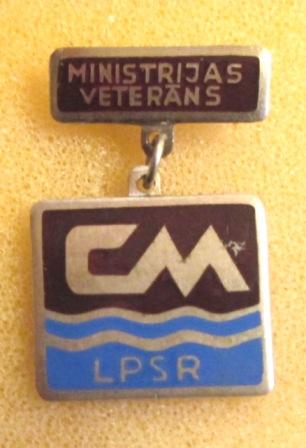 MINISTRIJAS
VETERĀNS
CM
LPSR